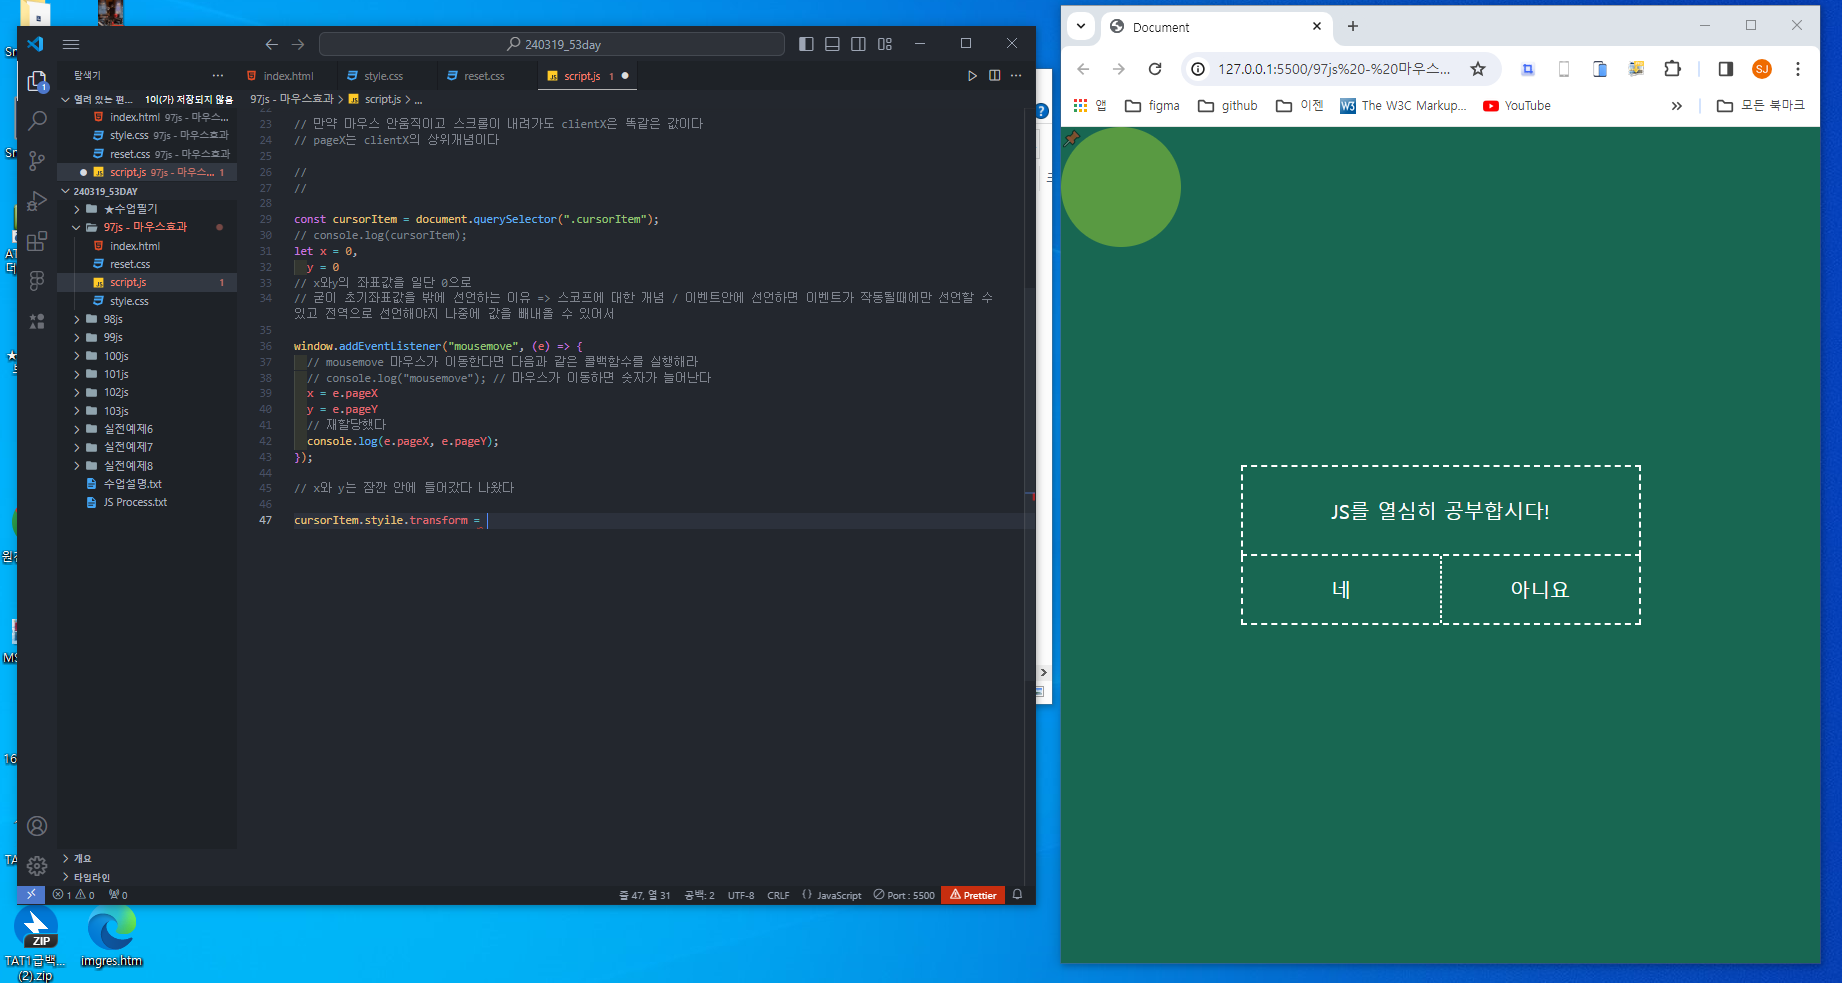 240319_53day
탐색기
index.html
style.css
reset.css
script.js 1
열려 있는 편... 1이(가) 저장되지 않음
index.html 97js - 마우스...
style.css 97js - 마우스효과
reset.css 97js - 마우스효과
script.js 97js - 마우스... 1
240319_53DAY
★수업필기
97js - 마우스효과
index.html
reset.css
script.js 1
style.css
98js
99js
100js
101js
102js
103js
실전예제6
실전예제7
실전예제8
수업설명.txt
JS Process.txt
개요
타임라인
97js - 마우스효과 > script.js > ...
23 // 만약 마우스 안움직이고 스크롤이 내려가도 clientX은 똑같은 값이다
24 // pageX는 clientX의 상위개념이다
25
26 //
27 //
28
29 const cursorItem = document.querySelector(".cursorItem");
30 // console.log(cursorItem);
31 let x = 0,
32 y = 0
33 // x와y의 좌표값을 일단 0으로
34 // 굳이 초기좌표값을 밖에 선언하는 이유 => 스코프에 대한 개념 / 이벤트안에 선언하면 이벤트가 작동될때에만 선언할 수
있고 전역으로 선언해야지 나중에 값을 빼내올 수 있어서
35
36 window.addEventListener("mousemove", (e) => {
37 // mousemove 마우스가 이동한다면 다음과 같은 콜백함수를 실행해라
38 // console.log("mousemove"); // 마우스가 이동하면 숫자가 늘어난다
39 x = e.pageX
40 y = e.pageY
41 // 재할당했다
42 console.log(e.pageX, e.pageY);
43 });
44
45 // x와 y는 잠깐 안에 들어갔다 나왔다
46
47 cursorItem.styile.transform =
1 0 0
줄 47, 열 31 공백: 2 UTF-8 CRLF {} JavaScript Port : 5500 Prettier
ZIP
TAT1급백...
(2).zip
imgres.htm
Document
127.0.0.1:5500/97js%20-%20마우스...
SJ
앱 figma github 이젠 W3 The W3C Markup... YouTube » 모든 북마크
JS를 열심히 공부합시다!
네 아니요